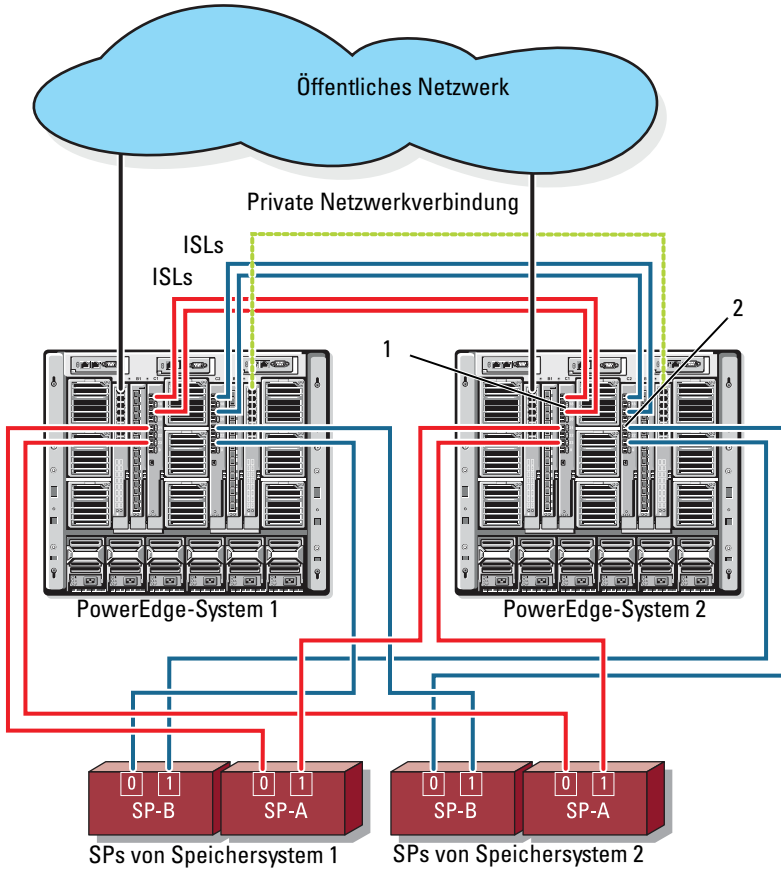 Öffentliches Netzwerk
Private Netzwerkverbindung
ISLs
ISLs
1
2
PowerEdge-System 1
PowerEdge-System 2
0 1 0 1 0 1 0 1
SP-B SP-A SP-B SP-A
SPs von Speichersystem 1
SPs von Speichersystem 2